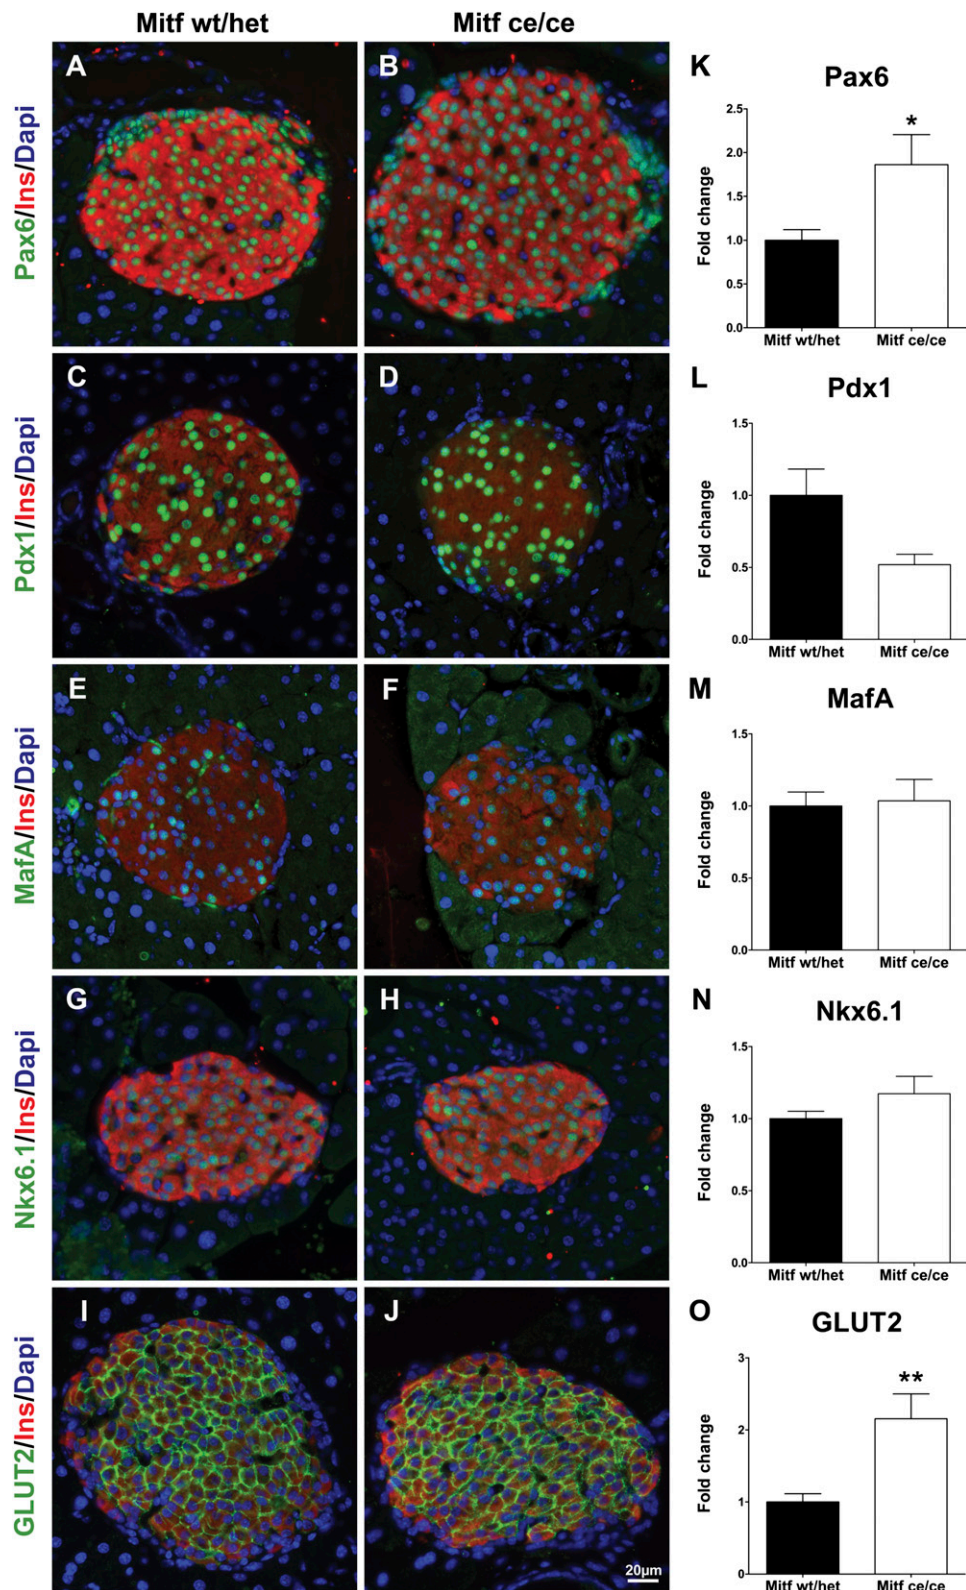 Mitf wt/het Mitf ce/ce
Pax6/Ins/Dapi
A
B
K
Pax6
Fold change
2.5
2.0
1.5
1.0
0.5
0.0
*
Mitf wt/het Mitf ce/ce
Pdx1/Ins/Dapi
C
D
L
Pdx1
Fold change
1.5
1.0
0.5
0.0
Mitf wt/het Mitf ce/ce
MafA/Ins/Dapi
E
F
M
MafA
Fold change
1.5
1.0
0.5
0.0
Mitf wt/het Mitf ce/ce
Nkx6.1/Ins/Dapi
G
H
N
Nkx6.1
Fold change
1.5
1.0
0.5
0.0
Mitf wt/het Mitf ce/ce
GLUT2/Ins/Dapi
I
J
20µm
O
GLUT2
Fold change
3
2
1
0
**
Mitf wt/het Mitf ce/ce